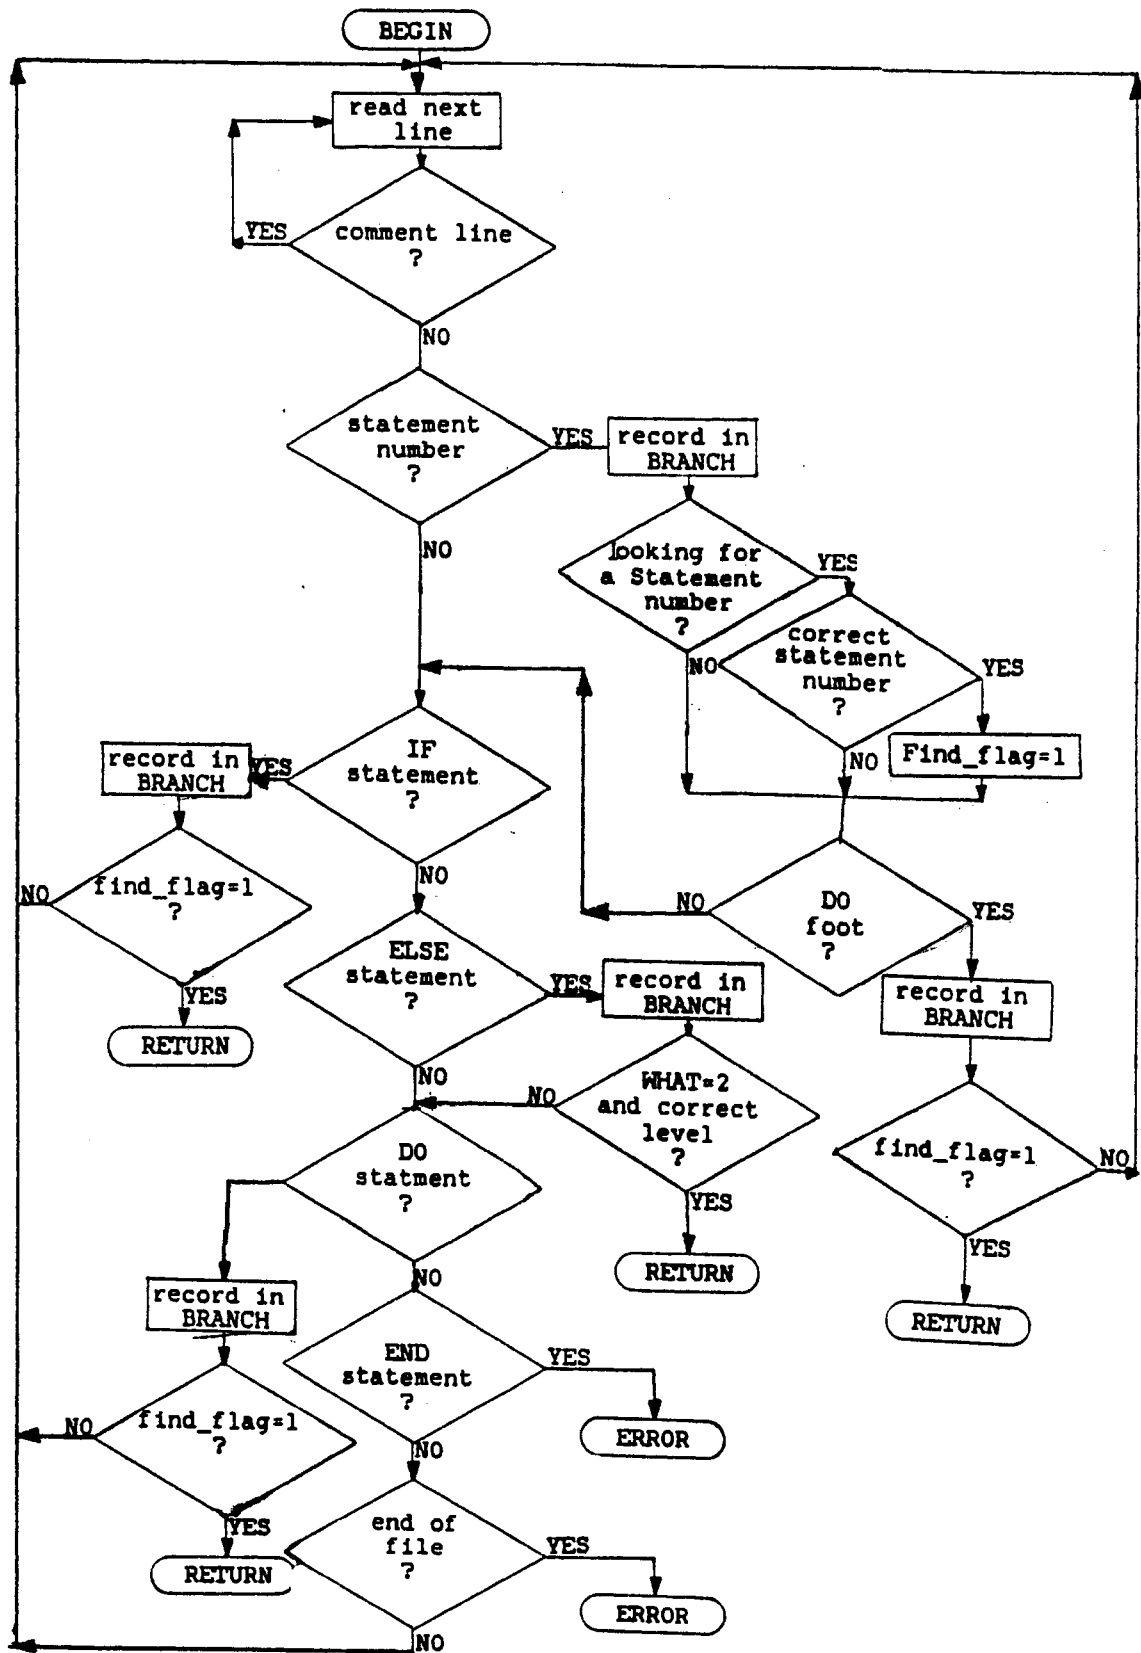 BEGIN
read next
line
YES
comment line
?
NO
statement
number
?
YES
record in
BRANCH
NO
looking for
a Statement
number
?
YES
NO
correct
statement
number
?
YES
NO
Find_flag=1
IF
statement
?
YES
record in
BRANCH
NO
find_flag=1
?
NO
YES
RETURN
DO
foot
?
NO
YES
record in
BRANCH
find_flag=1
?
NO
YES
RETURN
ELSE
statement
?
YES
record in
BRANCH
NO
WHAT=2
and correct
level
?
NO
YES
RETURN
DO
statment
?
NO
record in
BRANCH
find_flag=1
?
NO
YES
RETURN
END
statement
?
YES
ERROR
NO
end of
file
?
YES
ERROR
NO